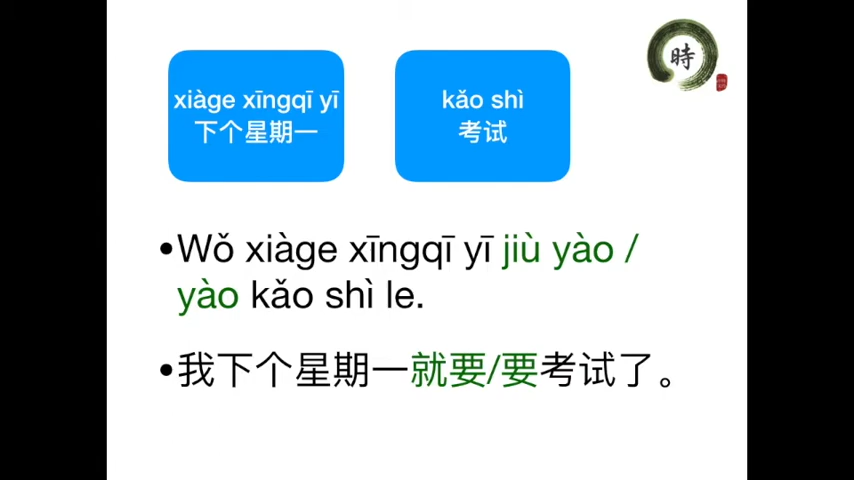 時
xiàge xīngqī yī
下个星期一
kǎo shì
考试
•Wǒ xiàge xīngqī yī jiù yào /
yào kǎo shì le.
•我下个星期一就要/要考试了。